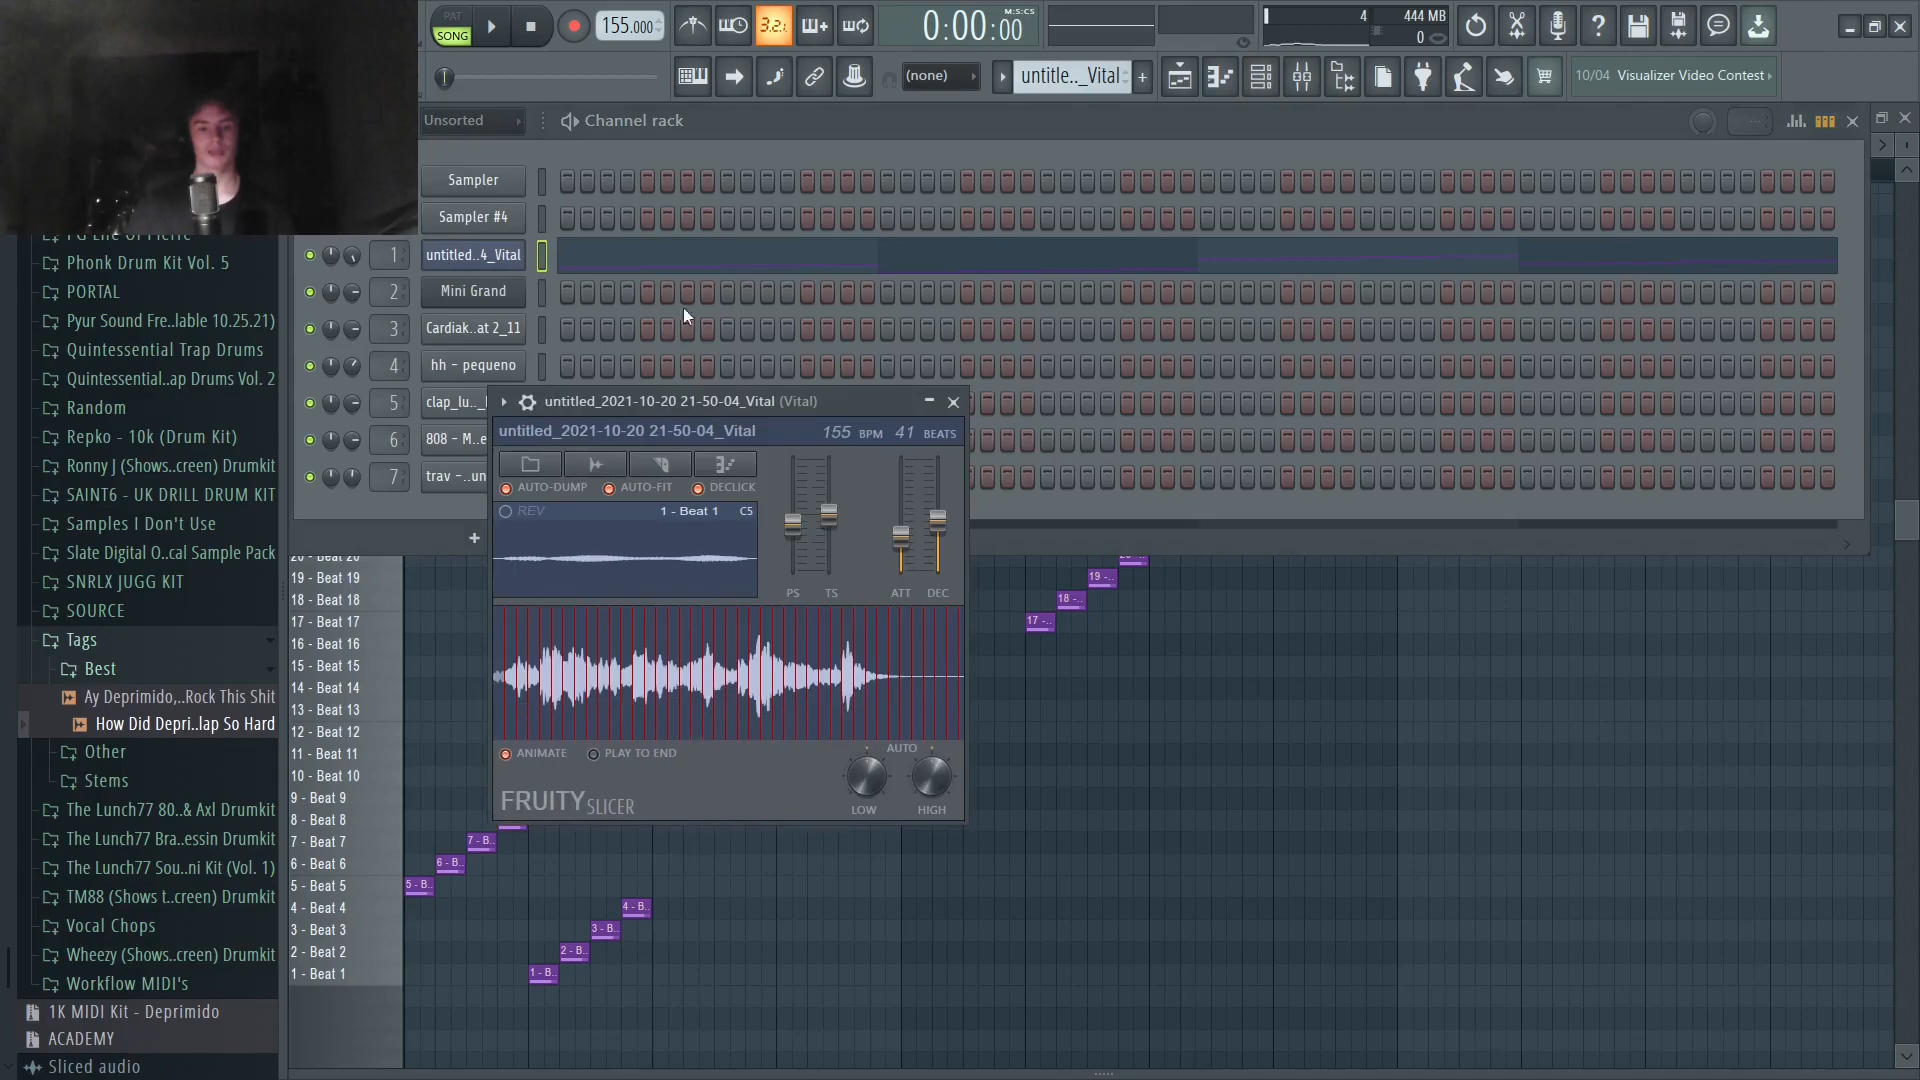 PAT
SONG
155.000
3.2.1
0:00:00
M:S:CS
4
444 MB
0
(none)
untitle.._Vital
10/04 Visualizer Video Contest
Unsorted
Channel rack
Sampler
Sampler #4
1 untitled..4_Vital
2 Mini Grand
3 Cardiak..at 2_11
4 hh - pequeno
5 clap_lu.._
6 808 - M..e
7 trav -..un
untitled_2021-10-20 21-50-04_Vital (Vital)
untitled_2021-10-20 21-50-04_Vital
155 BPM 41 BEATS
AUTO-DUMP AUTO-FIT DECLICK
REV
1 - Beat 1 C5
PS TS ATT DEC
ANIMATE PLAY TO END
AUTO
LOW HIGH
FRUITY SLICER
Phonk Drum Kit Vol. 5
PORTAL
Pyur Sound Fre..lable 10.25.21)
Quintessential Trap Drums
Quintessential..ap Drums Vol. 2
Random
Repko - 10k (Drum Kit)
Ronny J (Shows..creen) Drumkit
SAINT6 - UK DRILL DRUM KIT
Samples I Don't Use
Slate Digital O..cal Sample Pack
SNRLX JUGG KIT
SOURCE
Tags
Best
Ay Deprimido,..Rock This Shit
How Did Depri..lap So Hard
Other
Stems
The Lunch77 80..& Axl Drumkit
The Lunch77 Bra..essin Drumkit
The Lunch77 Sou..ni Kit (Vol. 1)
TM88 (Shows t..creen) Drumkit
Vocal Chops
Wheezy (Shows..creen) Drumkit
Workflow MIDI's
1K MIDI Kit - Deprimido
ACADEMY
Sliced audio
20 - Beat 20
19 - Beat 19
18 - Beat 18
17 - Beat 17
16 - Beat 16
15 - Beat 15
14 - Beat 14
13 - Beat 13
12 - Beat 12
11 - Beat 11
10 - Beat 10
9 - Beat 9
8 - Beat 8
7 - Beat 7
6 - Beat 6
5 - Beat 5
4 - Beat 4
3 - Beat 3
2 - Beat 2
1 - Beat 1
19 -..
18 -..
17 -..
7 - B..
6 - B..
5 - B..
4 - B..
3 - B..
2 - B..
1 - B..